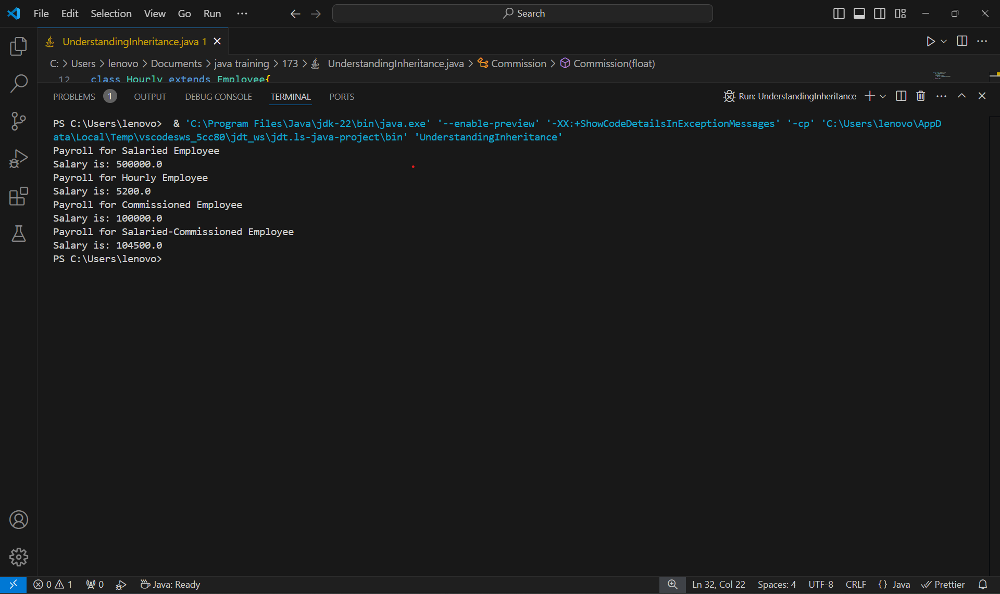 File Edit Selection View Go Run ··· Search
UnderstandingInheritance.java 1
C: > Users > lenovo > Documents > java training > 173 > UnderstandingInheritance.java > Commission > Commission(float)
12 class Hourly extends Employee{
PROBLEMS 1 OUTPUT DEBUG CONSOLE TERMINAL PORTS Run: UnderstandingInheritance
PS C:\Users\lenovo>  & 'C:\Program Files\Java\jdk-22\bin\java.exe' '--enable-preview' '-XX:+ShowCodeDetailsInExceptionMessages' '-cp' 'C:\Users\lenovo\AppD
ata\Local\Temp\vscodesws_5cc80\jdt_ws\jdt.ls-java-project\bin' 'UnderstandingInheritance'
Payroll for Salaried Employee
Salary is: 500000.0
Payroll for Hourly Employee
Salary is: 5200.0
Payroll for Commissioned Employee
Salary is: 100000.0
Payroll for Salaried-Commissioned Employee
Salary is: 104500.0
PS C:\Users\lenovo>
0 1 0 Java: Ready Ln 32, Col 22 Spaces: 4 UTF-8 CRLF {} Java Prettier